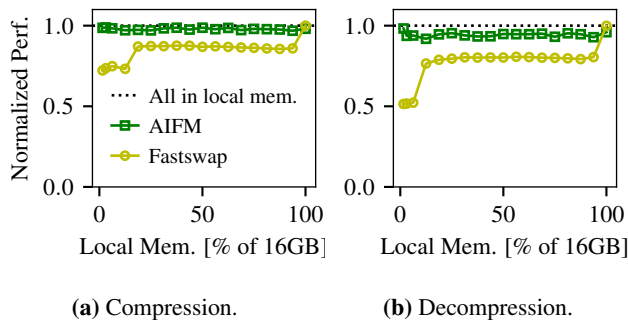 Normalized Perf.
1.0
0.5
0.0
All in local mem.
AIFM
Fastswap
0
50
100
Local Mem. [% of 16GB]
(a) Compression.
1.0
0.5
0.0
0
50
100
Local Mem. [% of 16GB]
(b) Decompression.